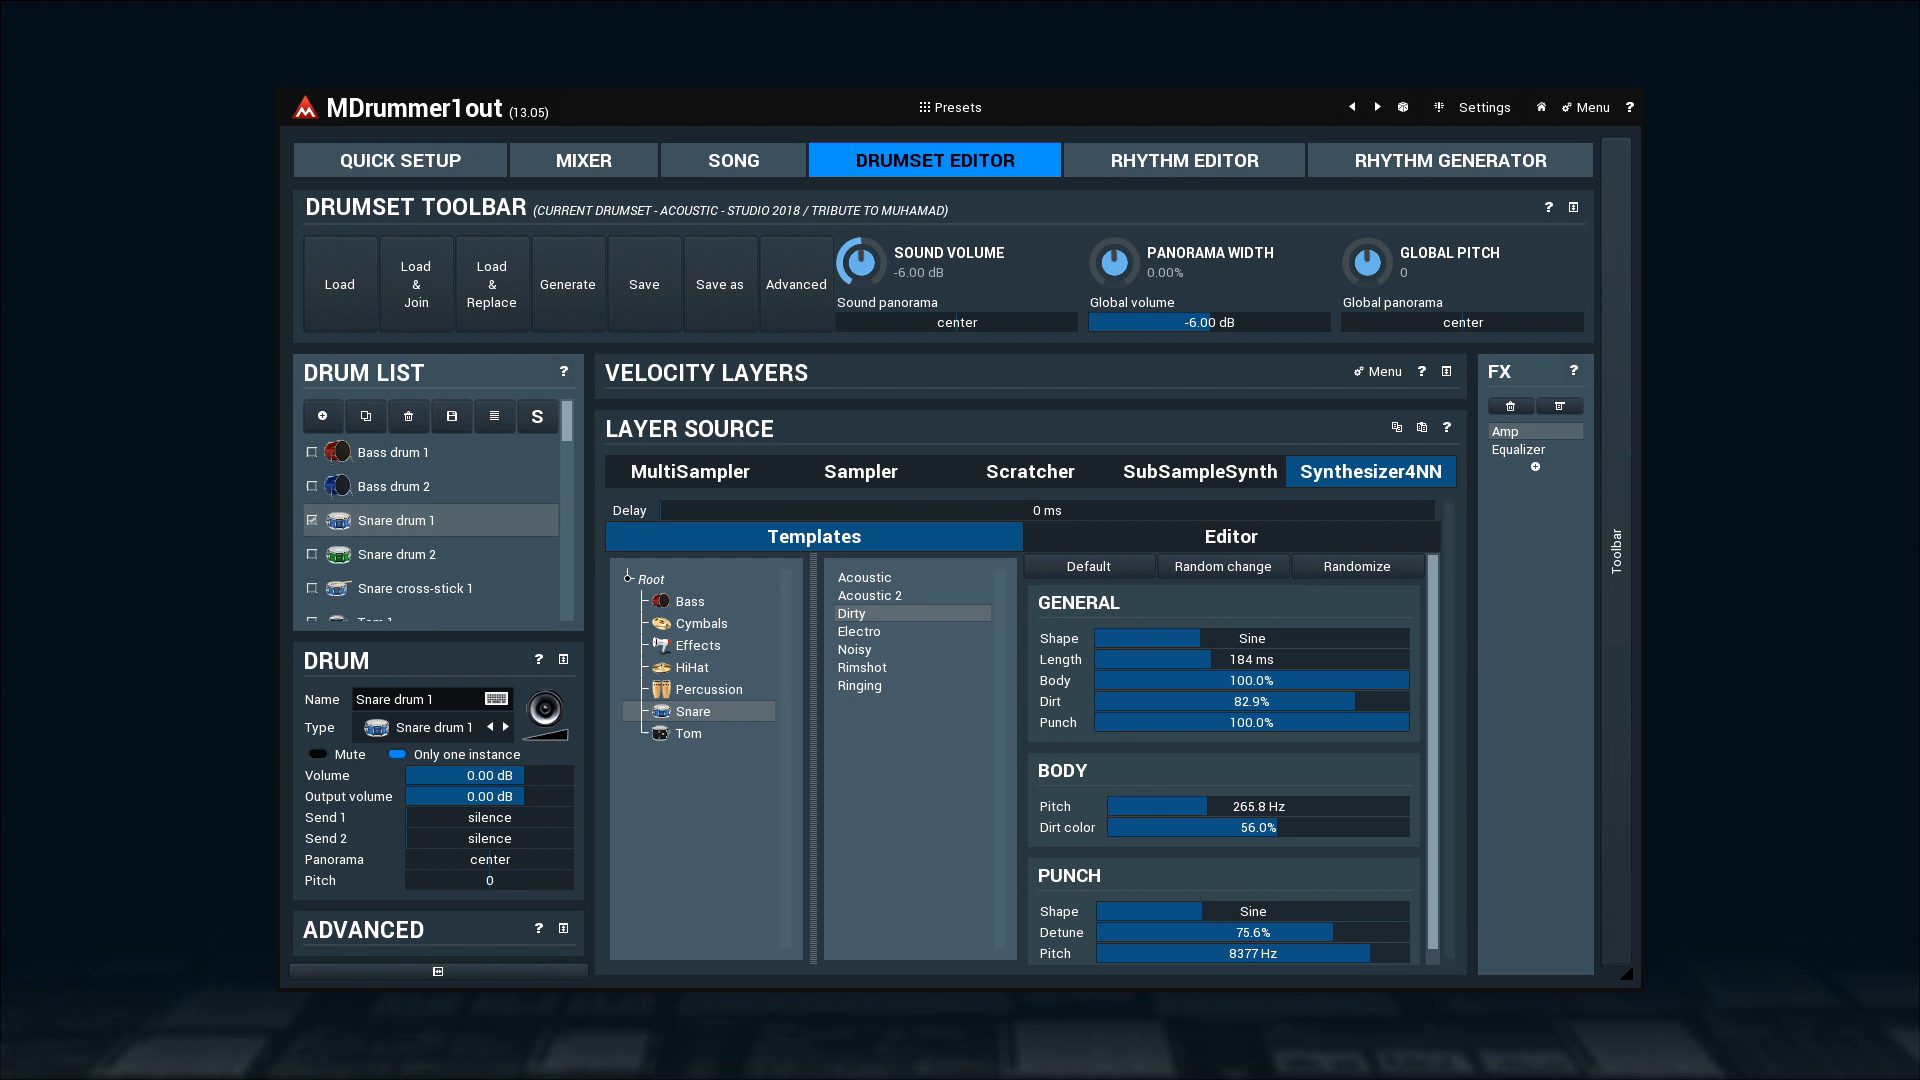 MDrummer1out (13.05)
Presets
Settings
Menu
?
QUICK SETUP
MIXER
SONG
DRUMSET EDITOR
RHYTHM EDITOR
RHYTHM GENERATOR
DRUMSET TOOLBAR (CURRENT DRUMSET - ACOUSTIC - STUDIO 2018 / TRIBUTE TO MUHAMAD)
?
Load
Load
&
Join
Load
&
Replace
Generate
Save
Save as
Advanced
SOUND VOLUME
-6.00 dB
Sound panorama
center
PANORAMA WIDTH
0.00%
Global volume
-6.00 dB
GLOBAL PITCH
0
Global panorama
center
DRUM LIST
?
S
Bass drum 1
Bass drum 2
Snare drum 1
Snare drum 2
Snare cross-stick 1
Tom 1
DRUM
?
Name Snare drum 1
Type Snare drum 1
Mute Only one instance
Volume 0.00 dB
Output volume 0.00 dB
Send 1 silence
Send 2 silence
Panorama center
Pitch 0
ADVANCED
?
VELOCITY LAYERS
Menu
?
LAYER SOURCE
?
MultiSampler
Sampler
Scratcher
SubSampleSynth
Synthesizer4NN
Delay 0 ms
Templates
Editor
Root
Bass
Cymbals
Effects
HiHat
Percussion
Snare
Tom
Acoustic
Acoustic 2
Dirty
Electro
Noisy
Rimshot
Ringing
Default
Random change
Randomize
GENERAL
Shape Sine
Length 184 ms
Body 100.0%
Dirt 82.9%
Punch 100.0%
BODY
Pitch 265.8 Hz
Dirt color 56.0%
PUNCH
Shape Sine
Detune 75.6%
Pitch 8377 Hz
FX
?
Amp
Equalizer
Toolbar